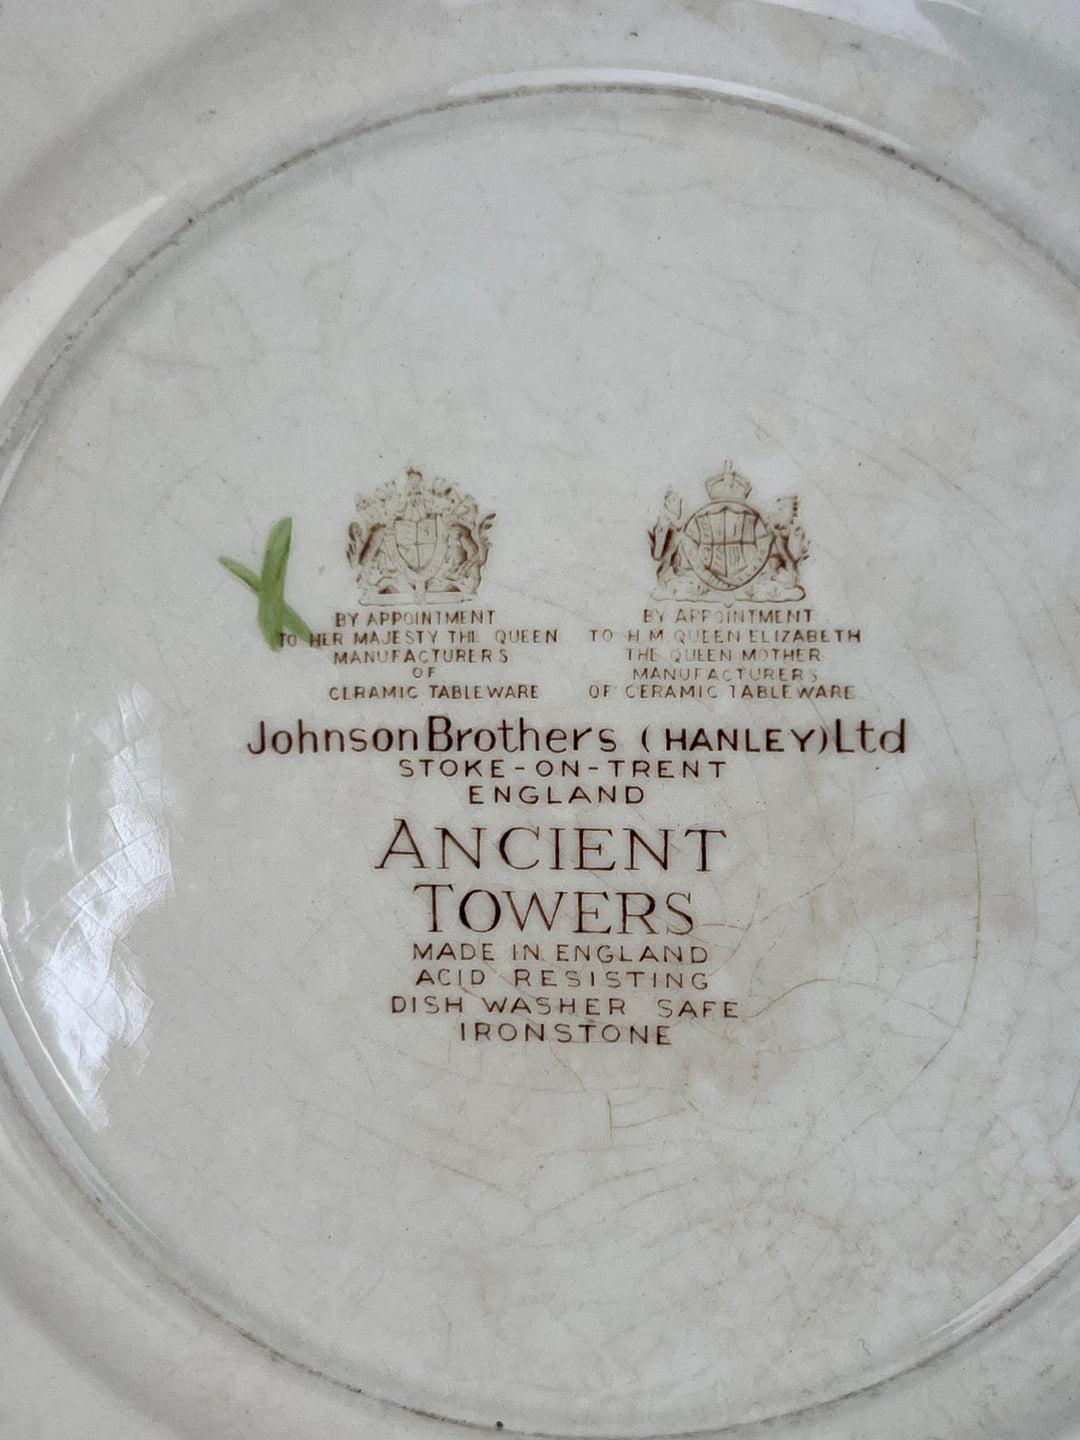 BY APPOINTMENT
TO HER MAJESTY THE QUEEN
MANUFACTURERS
OF
CERAMIC TABLEWARE
BY APPOINTMENT
TO H M QUEEN ELIZABETH
THE QUEEN MOTHER
MANUFACTURERS
OF CERAMIC TABLEWARE
Johnson Brothers (HANLEY) Ltd
STOKE-ON-TRENT
ENGLAND
ANCIENT
TOWERS
MADE IN ENGLAND
ACID RESISTING
DISH WASHER SAFE
IRONSTONE